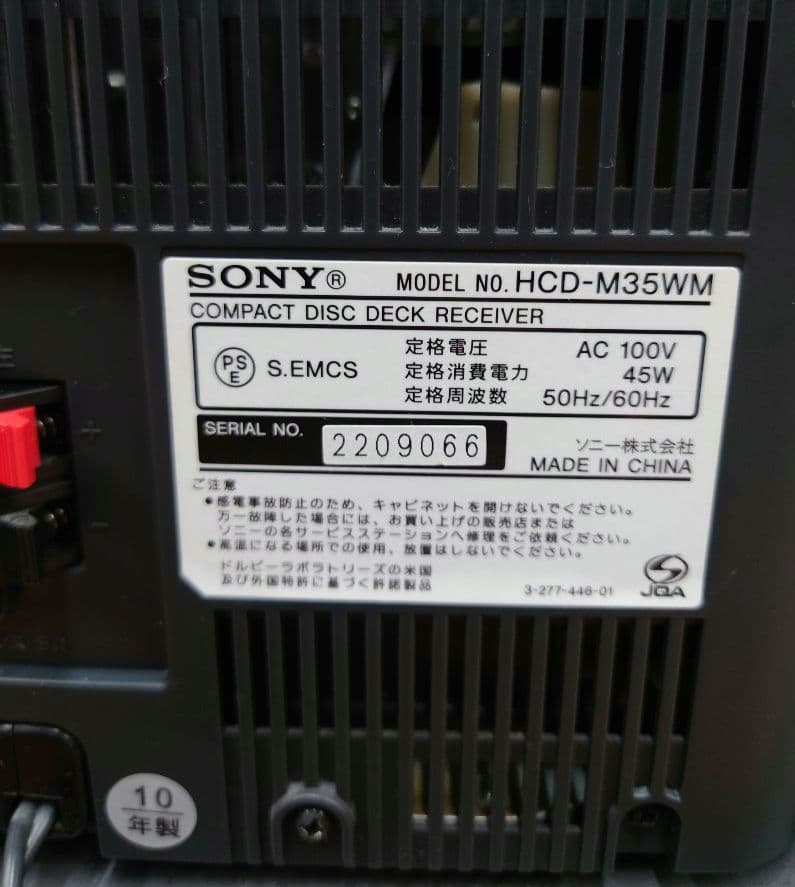 SONY® MODEL NO. HCD-M35WM
COMPACT DISC DECK RECEIVER
PSE S.EMCS
定格電圧 AC 100V
定格消費電力 45W
定格周波数 50Hz/60Hz
SERIAL NO. 2209066
ソニー株式会社
MADE IN CHINA
ご注意
•感電事故防止のため、キャビネットを開けないでください。
万一故障した場合には、お買い上げの販売店または
ソニーの各サービスステーションへ修理をご依頼ください。
•高温になる場所での使用、放置はしないでください。
ドルビーラボラトリーズの米国
及び外国特許に基づく許諾製品
3-277-446-01
JQA
+
−
10
年製